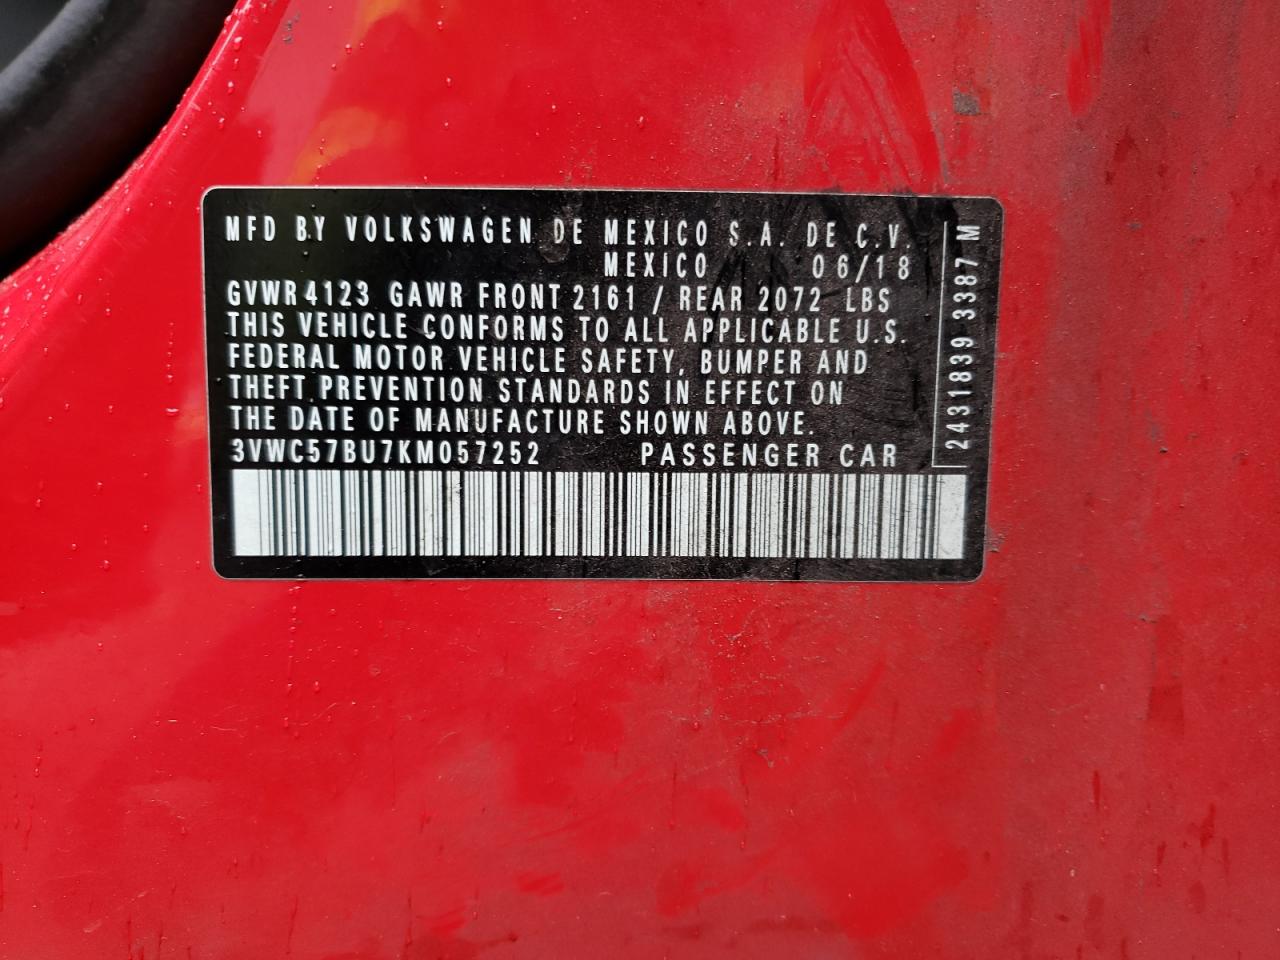 MFD BY VOLKSWAGEN DE MEXICO S.A. DE C.V.
MEXICO 06/18
GVWR 4123 GAWR FRONT 2161 / REAR 2072 LBS
THIS VEHICLE CONFORMS TO ALL APPLICABLE U.S.
FEDERAL MOTOR VEHICLE SAFETY, BUMPER AND
THEFT PREVENTION STANDARDS IN EFFECT ON
THE DATE OF MANUFACTURE SHOWN ABOVE.
3VWC57BU7KM057252 PASSENGER CAR
2431839 3387 M